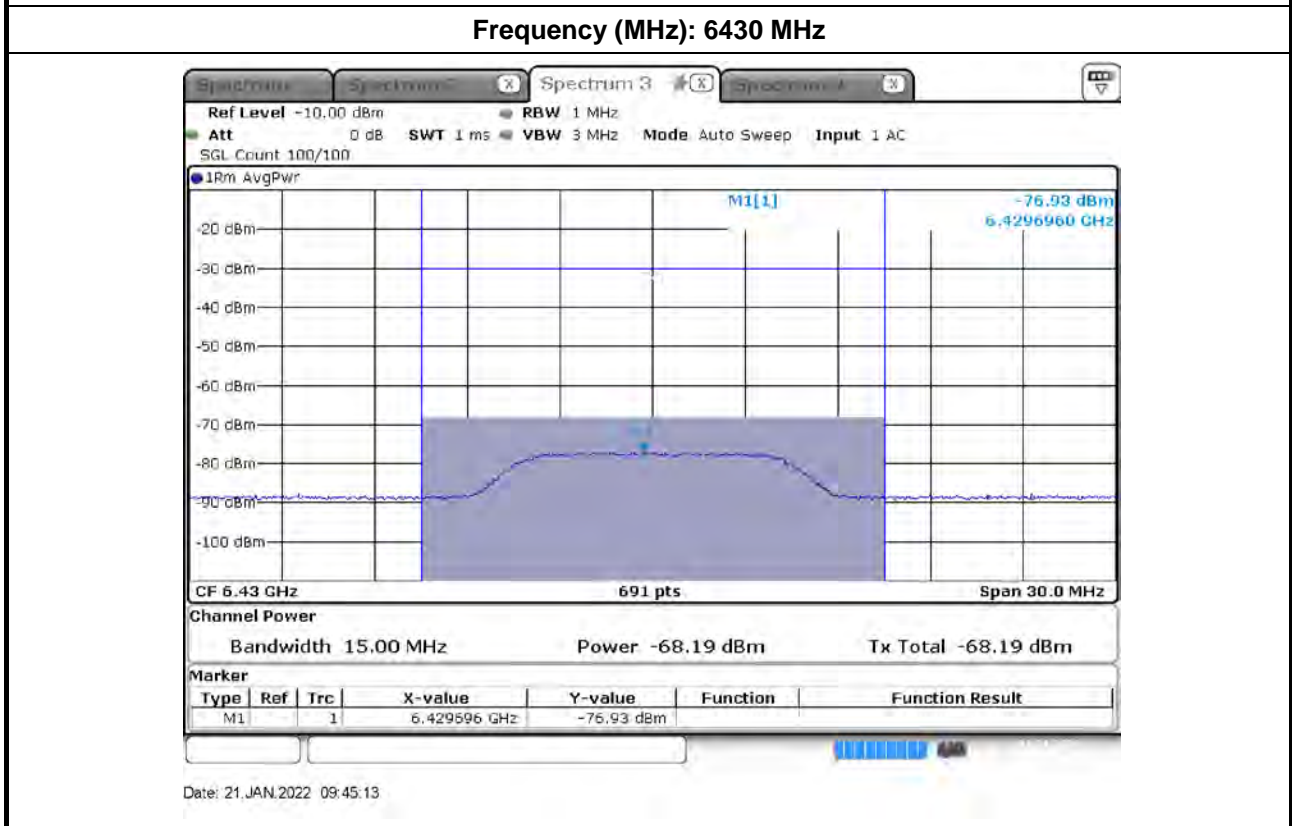 Frequency (MHz): 6430 MHz
Spectrum 3
Ref Level -10.00 dBm RBW 1 MHz
Att 0 dB SWT 1 ms VBW 3 MHz Mode Auto Sweep Input 1 AC
SGL Count 100/100
1Rm AvgPwr
M1[1] -76.93 dBm
6.4296960 GHz
-20 dBm
-30 dBm
-40 dBm
-50 dBm
-60 dBm
-70 dBm
-80 dBm
-90 dBm
-100 dBm
CF 6.43 GHz 691 pts Span 30.0 MHz
Channel Power
Bandwidth 15.00 MHz Power -68.19 dBm Tx Total -68.19 dBm
Marker
Type Ref Trc X-value Y-value Function Function Result
M1 1 6.429696 GHz -76.93 dBm
Date: 21.JAN.2022 09:45:13